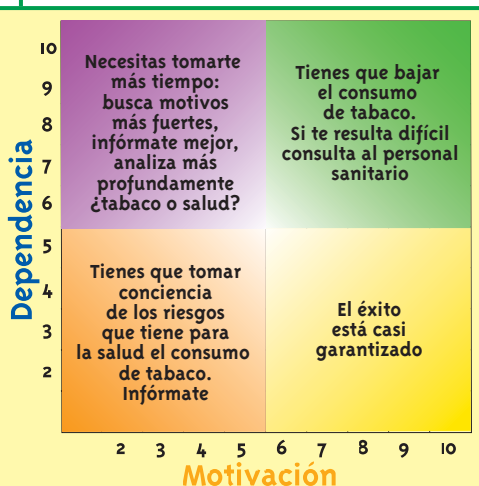 Dependencia
10
9
8
7
6
5
4
3
2
Necesitas tomarte
más tiempo:
busca motivos
más fuertes,
infórmate mejor,
analiza más
profundamente
¿tabaco o salud?
Tienes que bajar
el consumo
de tabaco.
Si te resulta difícil
consulta al personal
sanitario
Tienes que tomar
conciencia
de los riesgos
que tiene para
la salud el consumo
de tabaco.
Infórmate
El éxito
está casi
garantizado
2 3 4 5 6 7 8 9 10
Motivación